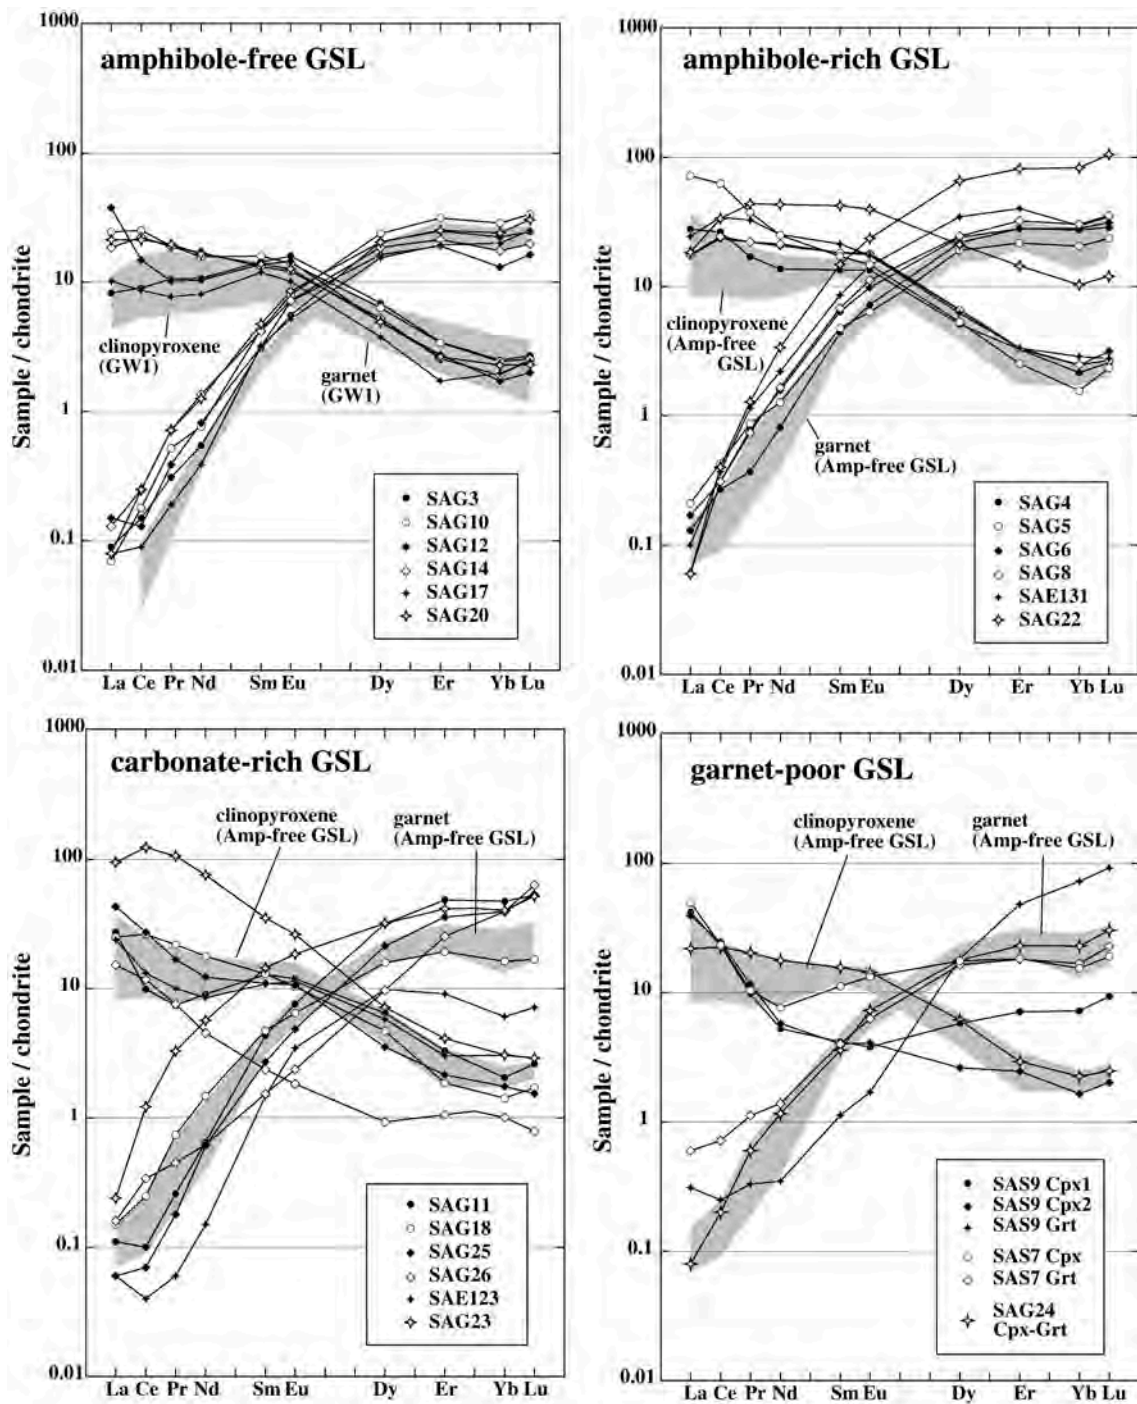 amphibole-free GSL
1000
100
10
1
0.1
0.01
Sample / chondrite
clinopyroxene
(GW1)
garnet
(GW1)
SAG3
SAG10
SAG12
SAG14
SAG17
SAG20
La Ce Pr Nd Sm Eu Dy Er Yb Lu
amphibole-rich GSL
1000
100
10
1
0.1
0.01
Sample / chondrite
clinopyroxene
(Amp-free
GSL)
garnet
(Amp-free GSL)
SAG4
SAG5
SAG6
SAG8
SAE131
SAG22
La Ce Pr Nd Sm Eu Dy Er Yb Lu
carbonate-rich GSL
1000
100
10
1
0.1
0.01
Sample / chondrite
clinopyroxene
(Amp-free GSL)
garnet
(Amp-free GSL)
SAG11
SAG18
SAG25
SAG26
SAE123
SAG23
La Ce Pr Nd Sm Eu Dy Er Yb Lu
garnet-poor GSL
1000
100
10
1
0.1
0.01
Sample / chondrite
clinopyroxene
(Amp-free GSL)
garnet
(Amp-free GSL)
SAS9 Cpx1
SAS9 Cpx2
SAS9 Grt
SAS7 Cpx
SAS7 Grt
SAG24
Cpx-Grt
La Ce Pr Nd Sm Eu Dy Er Yb Lu